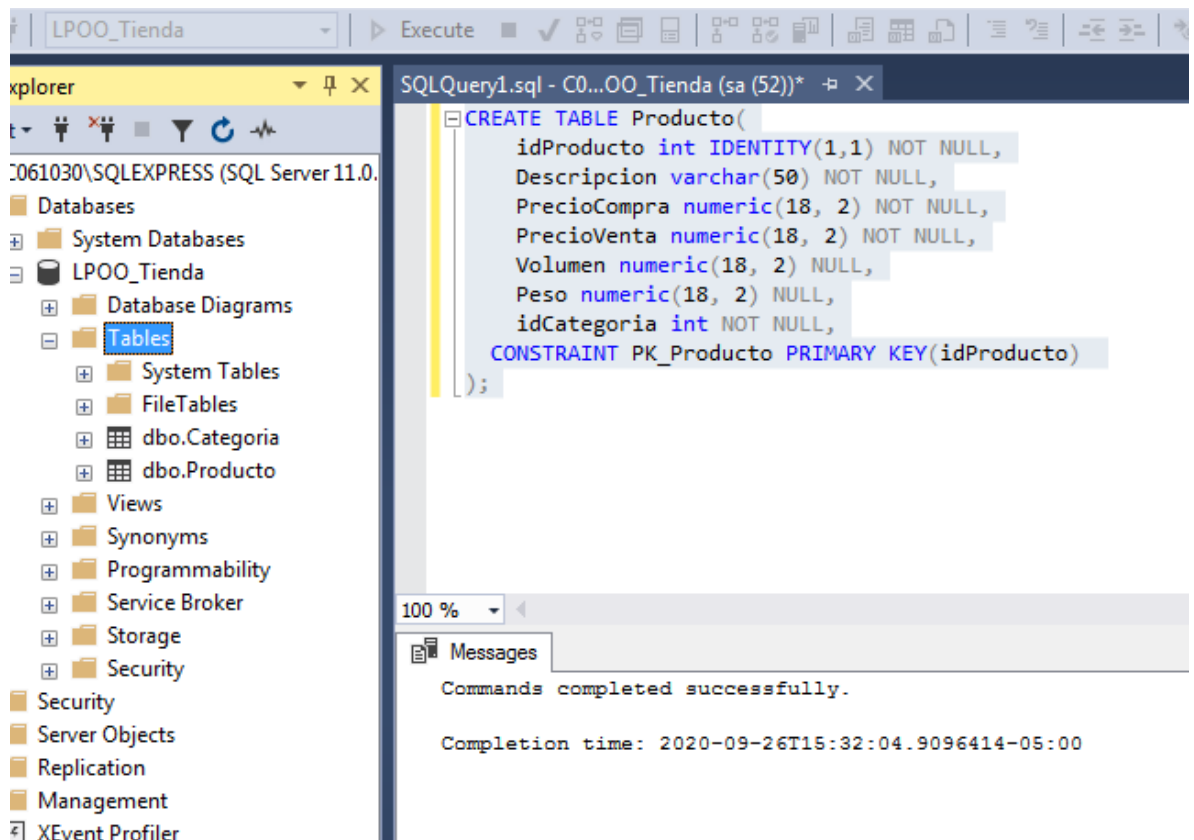 LPOO_Tienda
Execute
xplorer
SQLQuery1.sql - C0...OO_Tienda (sa (52))*
C061030\SQLEXPRESS (SQL Server 11.0.
Databases
System Databases
LPOO_Tienda
Database Diagrams
Tables
System Tables
FileTables
dbo.Categoria
dbo.Producto
Views
Synonyms
Programmability
Service Broker
Storage
Security
Security
Server Objects
Replication
Management
XEvent Profiler
CREATE TABLE Producto(
idProducto int IDENTITY(1,1) NOT NULL,
Descripcion varchar(50) NOT NULL,
PrecioCompra numeric(18, 2) NOT NULL,
PrecioVenta numeric(18, 2) NOT NULL,
Volumen numeric(18, 2) NULL,
Peso numeric(18, 2) NULL,
idCategoria int NOT NULL,
CONSTRAINT PK_Producto PRIMARY KEY(idProducto)
);
100 %
Messages
Commands completed successfully.
Completion time: 2020-09-26T15:32:04.9096414-05:00